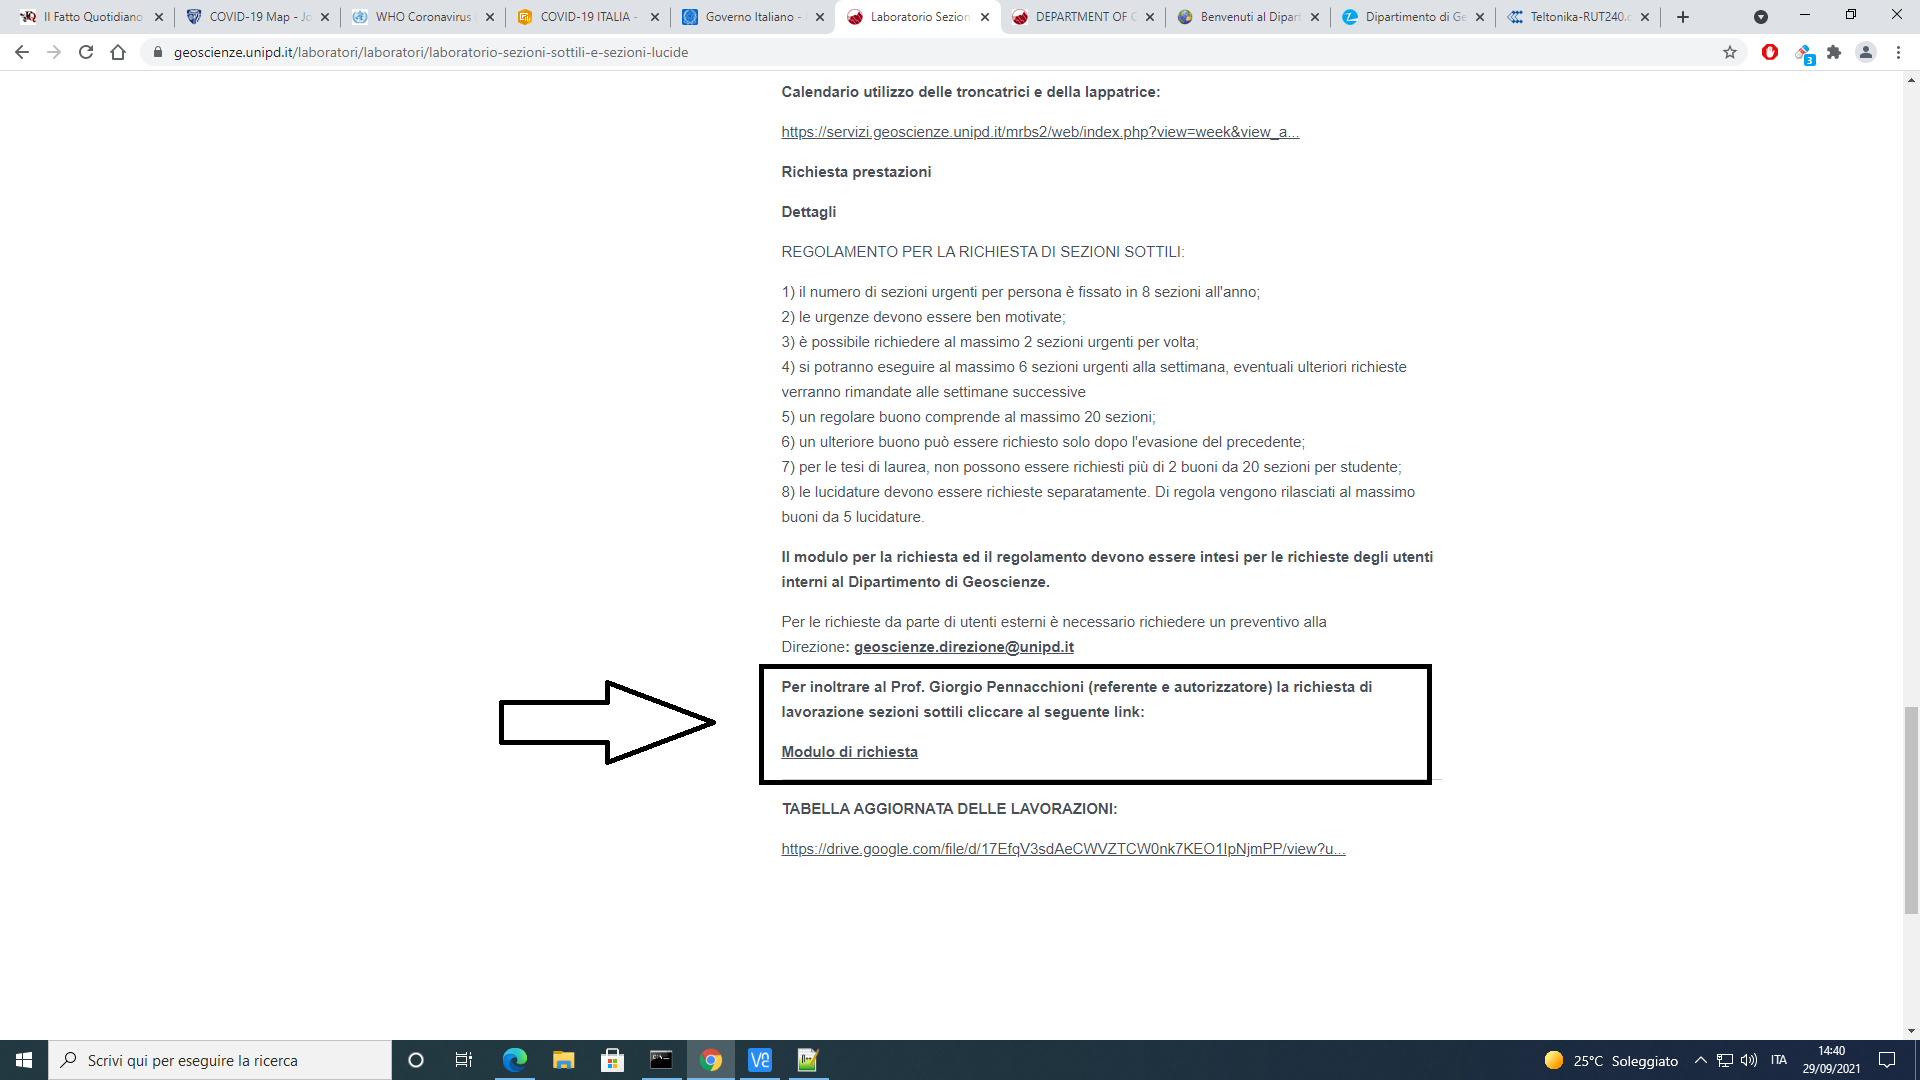 Il Fatto Quotidiano
COVID-19 Map - Jo
WHO Coronavirus
COVID-19 ITALIA -
Governo Italiano -
Laboratorio Sezion
DEPARTMENT OF G
Benvenuti al Dipart
Dipartimento di Ge
Teltonika-RUT240.c
geoscienze.unipd.it/laboratori/laboratori/laboratorio-sezioni-sottili-e-sezioni-lucide
3
Calendario utilizzo delle troncatrici e della lappatrice:
https://servizi.geoscienze.unipd.it/mrbs2/web/index.php?view=week&view_a...
Richiesta prestazioni
Dettagli
REGOLAMENTO PER LA RICHIESTA DI SEZIONI SOTTILI:
1) il numero di sezioni urgenti per persona è fissato in 8 sezioni all'anno;
2) le urgenze devono essere ben motivate;
3) è possibile richiedere al massimo 2 sezioni urgenti per volta;
4) si potranno eseguire al massimo 6 sezioni urgenti alla settimana, eventuali ulteriori richieste
verranno rimandate alle settimane successive
5) un regolare buono comprende al massimo 20 sezioni;
6) un ulteriore buono può essere richiesto solo dopo l'evasione del precedente;
7) per le tesi di laurea, non possono essere richiesti più di 2 buoni da 20 sezioni per studente;
8) le lucidature devono essere richieste separatamente. Di regola vengono rilasciati al massimo
buoni da 5 lucidature.
Il modulo per la richiesta ed il regolamento devono essere intesi per le richieste degli utenti
interni al Dipartimento di Geoscienze.
Per le richieste da parte di utenti esterni è necessario richiedere un preventivo alla
Direzione: geoscienze.direzione@unipd.it
Per inoltrare al Prof. Giorgio Pennacchioni (referente e autorizzatore) la richiesta di
lavorazione sezioni sottili cliccare al seguente link:
Modulo di richiesta
TABELLA AGGIORNATA DELLE LAVORAZIONI:
https://drive.google.com/file/d/17EfqV3sdAeCWVZTCW0nk7KEO1IpNjmPP/view?u...
Scrivi qui per eseguire la ricerca
25°C Soleggiato
ITA
14:40
29/09/2021